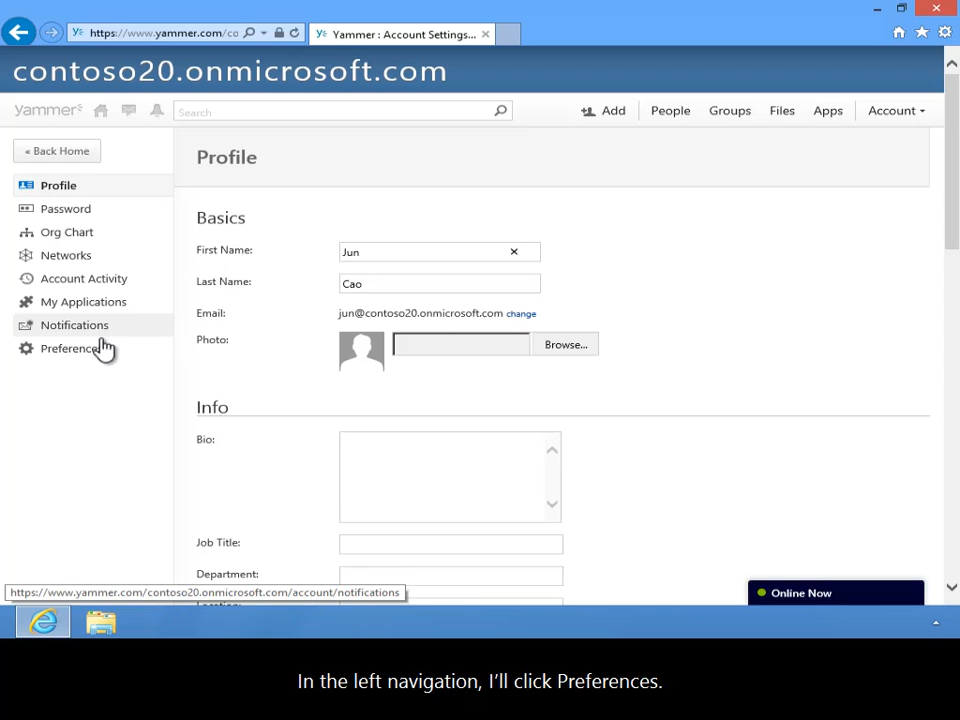 https://www.yammer.com/co
Yammer : Account Settings...
contoso20.onmicrosoft.com
yammer
Search
Add
People
Groups
Files
Apps
Account
« Back Home
Profile
Password
Org Chart
Networks
Account Activity
My Applications
Notifications
Preferenc
Profile
Basics
First Name:
Jun
Last Name:
Cao
Email:
jun@contoso20.onmicrosoft.com change
Photo:
Browse...
Info
Bio:
Job Title:
Department:
https://www.yammer.com/contoso20.onmicrosoft.com/account/notifications
Online Now
In the left navigation, I'll click Preferences.